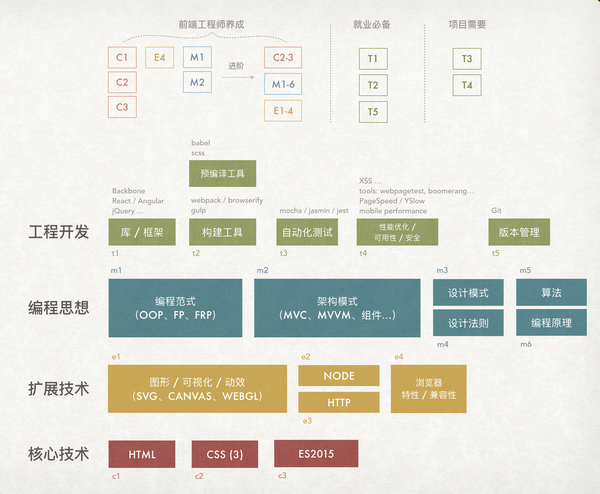 前端工程师养成
就业必备
项目需要
C1
E4
M1
C2-3
T1
T3
进阶
C2
M2
M1-6
T2
T4
C3
E1-4
T5
babel
scss
预编译工具
Backbone
React / Angular
jQuery ...
webpack / browserify
gulp
mocha / jasmin / jest
XSS ...
tools: webpagetest, boomerang...
PageSpeed / YSlow
mobile performance
Git
工程开发
库 / 框架
构建工具
自动化测试
性能优化 /
可用性 / 安全
版本管理
t1
t2
t3
t4
t5
m1
m2
m3
m5
编程思想
编程范式
(OOP、FP、FRP)
架构模式
(MVC、MVVM、组件...)
设计模式
算法
设计法则
编程原理
m4
m6
e1
e2
e4
扩展技术
图形 / 可视化 / 动效
(SVG、CANVAS、WEBGL)
NODE
HTTP
浏览器
特性 / 兼容性
e3
核心技术
HTML
CSS (3)
ES2015
c1
c2
c3